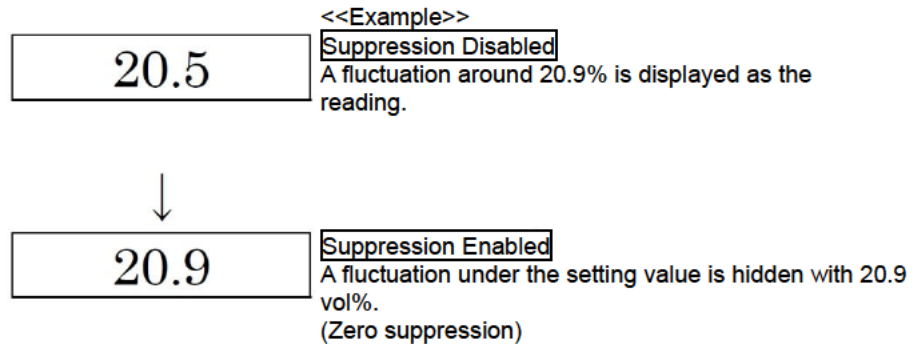 <<Example>>
20.5
Suppression Disabled
A fluctuation around 20.9% is displayed as the
reading.
↓
20.9
Suppression Enabled
A fluctuation under the setting value is hidden with 20.9
vol%.
(Zero suppression)